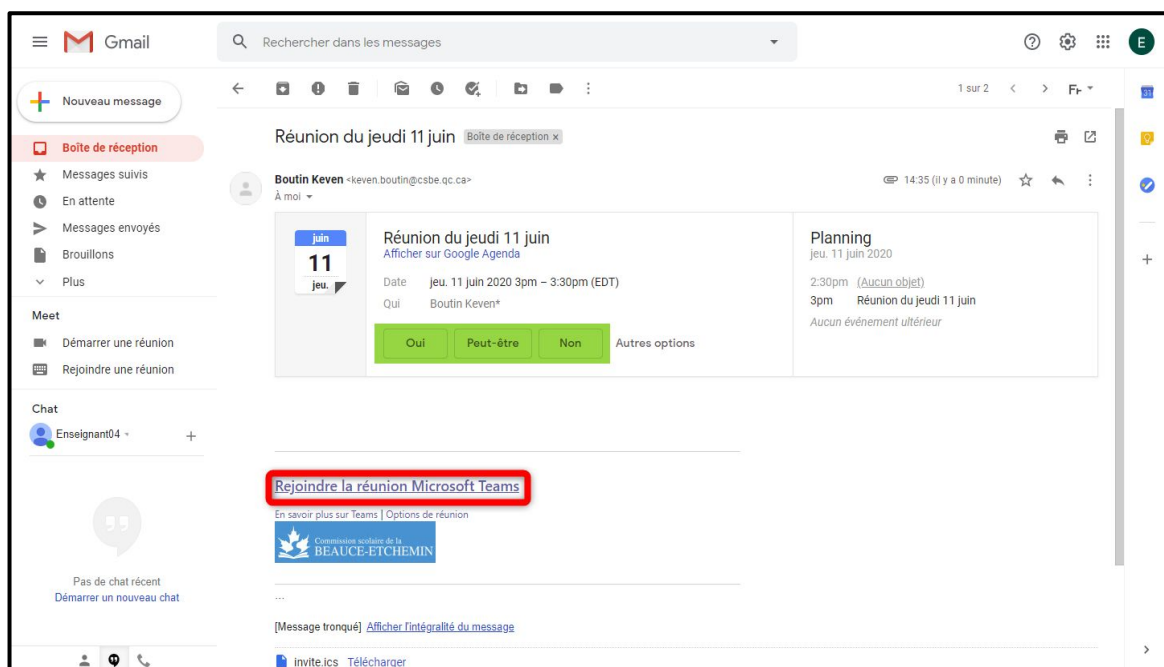 Gmail
Rechercher dans les messages
E
Nouveau message
1 sur 2
Fr
31
Boîte de réception
Messages suivis
En attente
Messages envoyés
Brouillons
Plus
Meet
Démarrer une réunion
Rejoindre une réunion
Chat
Enseignant04
Pas de chat récent
Démarrer un nouveau chat
Réunion du jeudi 11 juin Boîte de réception x
Boutin Keven <keven.boutin@csbe.qc.ca>
14:35 (il y a 0 minute)
À moi
juin
11
jeu.
Réunion du jeudi 11 juin
Afficher sur Google Agenda
Date jeu. 11 juin 2020 3pm – 3:30pm (EDT)
Qui Boutin Keven*
Oui Peut-être Non Autres options
Planning
jeu. 11 juin 2020
2:30pm (Aucun objet)
3pm Réunion du jeudi 11 juin
Aucun événement ultérieur
Rejoindre la réunion Microsoft Teams
En savoir plus sur Teams | Options de réunion
Commission scolaire de la
BEAUCE-ETCHEMIN
...
[Message tronqué] Afficher l'intégralité du message
invite.ics Télécharger